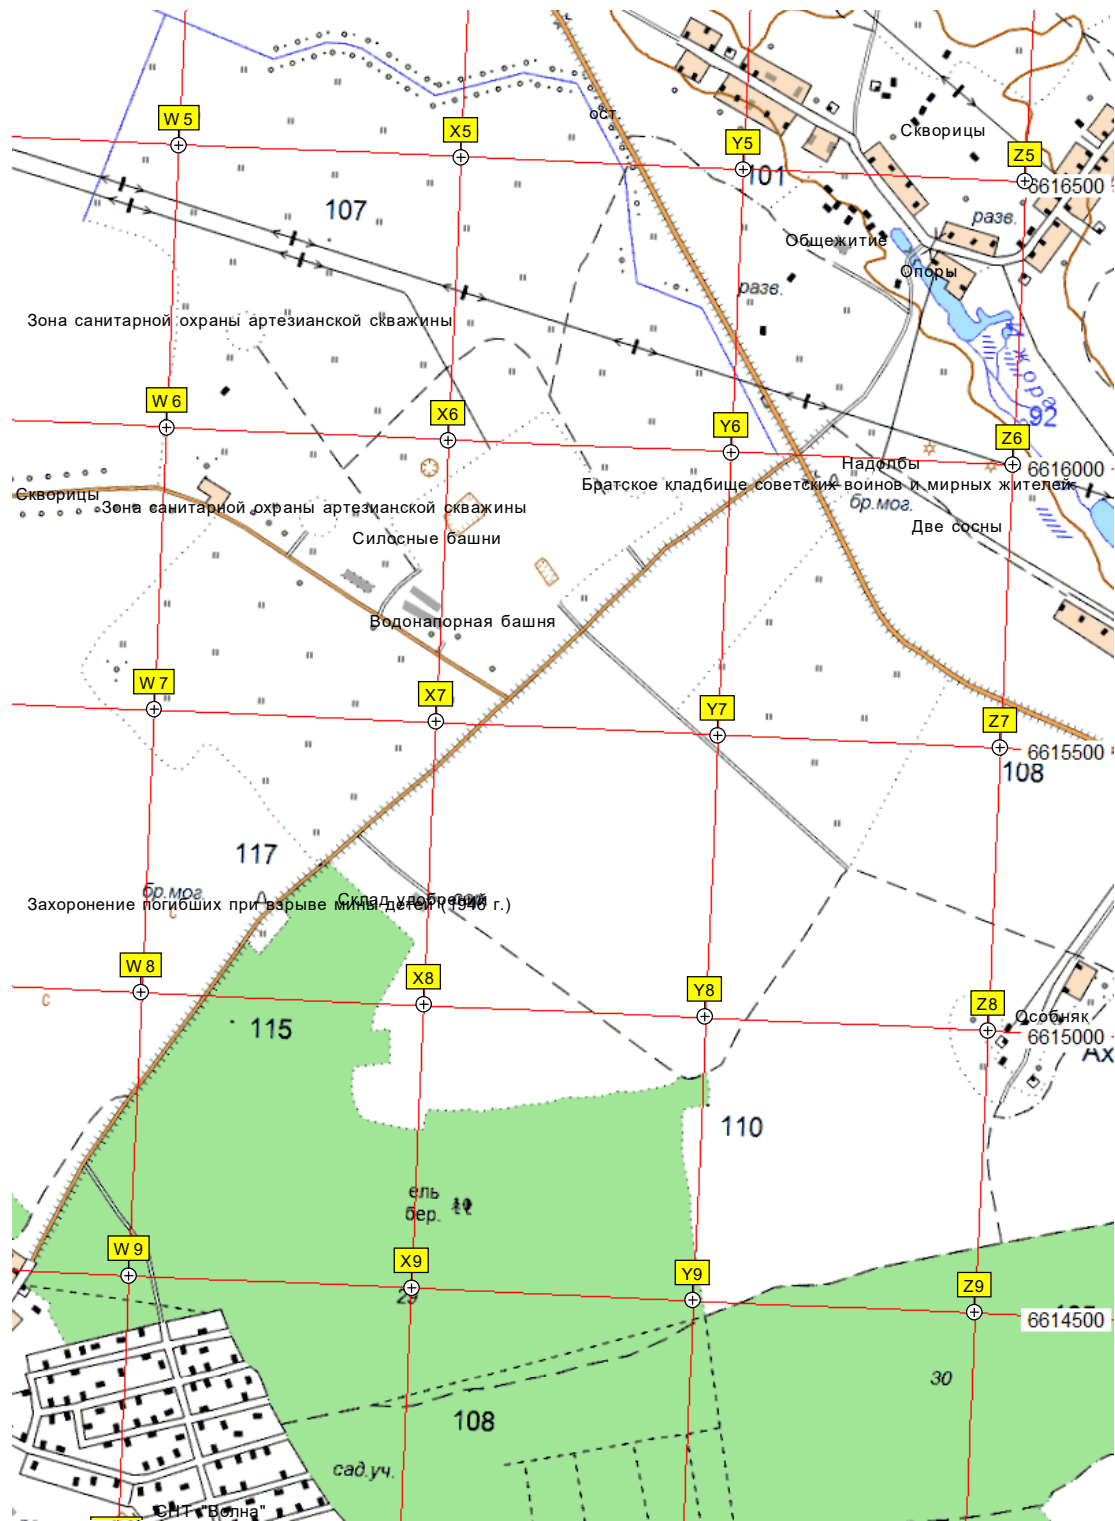 ост.
W 5
X5
Y5
Скворицы
Z5
101
6616500
107
разв.
Общежитие
Опоры
разв.
Зона санитарной охраны артезианской скважины
Ижора
W 6
X6
Y6
92
Z6
Надолбы
6616000
Скворицы
Братское кладбище советских воинов и мирных жителей
бр.мог.
Зона санитарной охраны артезианской скважины
Две сосны
Силосные башни
Водонапорная башня
W 7
X7
Y7
Z7
6615500
108
117
бр.мог.
Склад удобрений
Захоронение погибших при взрыве мины детей (1946 г.)
с
W 8
X8
Y8
Z8
с
Особняк
115
6615000
Ах
110
ель
бер.
W 9
X9
Y9
Z9
29
6614500
30
108
сад.уч.
СНТ "Волна"